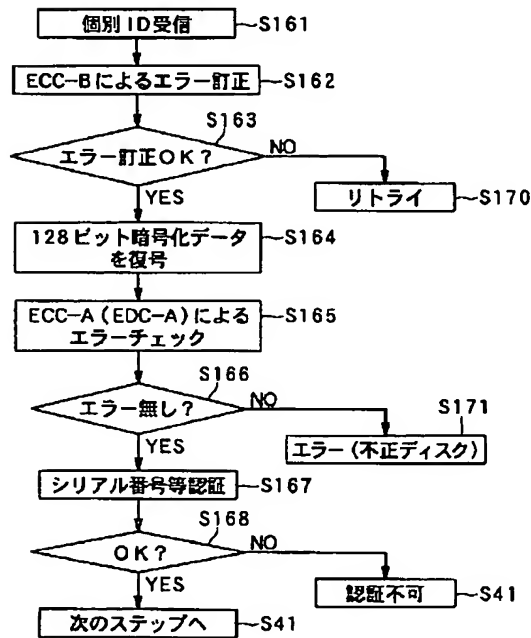 個別ID受信
S161
ECC-Bによるエラー訂正
S162
S163
エラー訂正OK?
NO
YES
リトライ
S170
128ビット暗号化データ
を復号
S164
ECC-A(EDC-A)による
エラーチェック
S165
S166
エラー無し?
NO
S171
YES
エラー(不正ディスク)
シリアル番号等認証
S167
S168
OK?
NO
YES
認証不可
S41
次のステップへ
S41